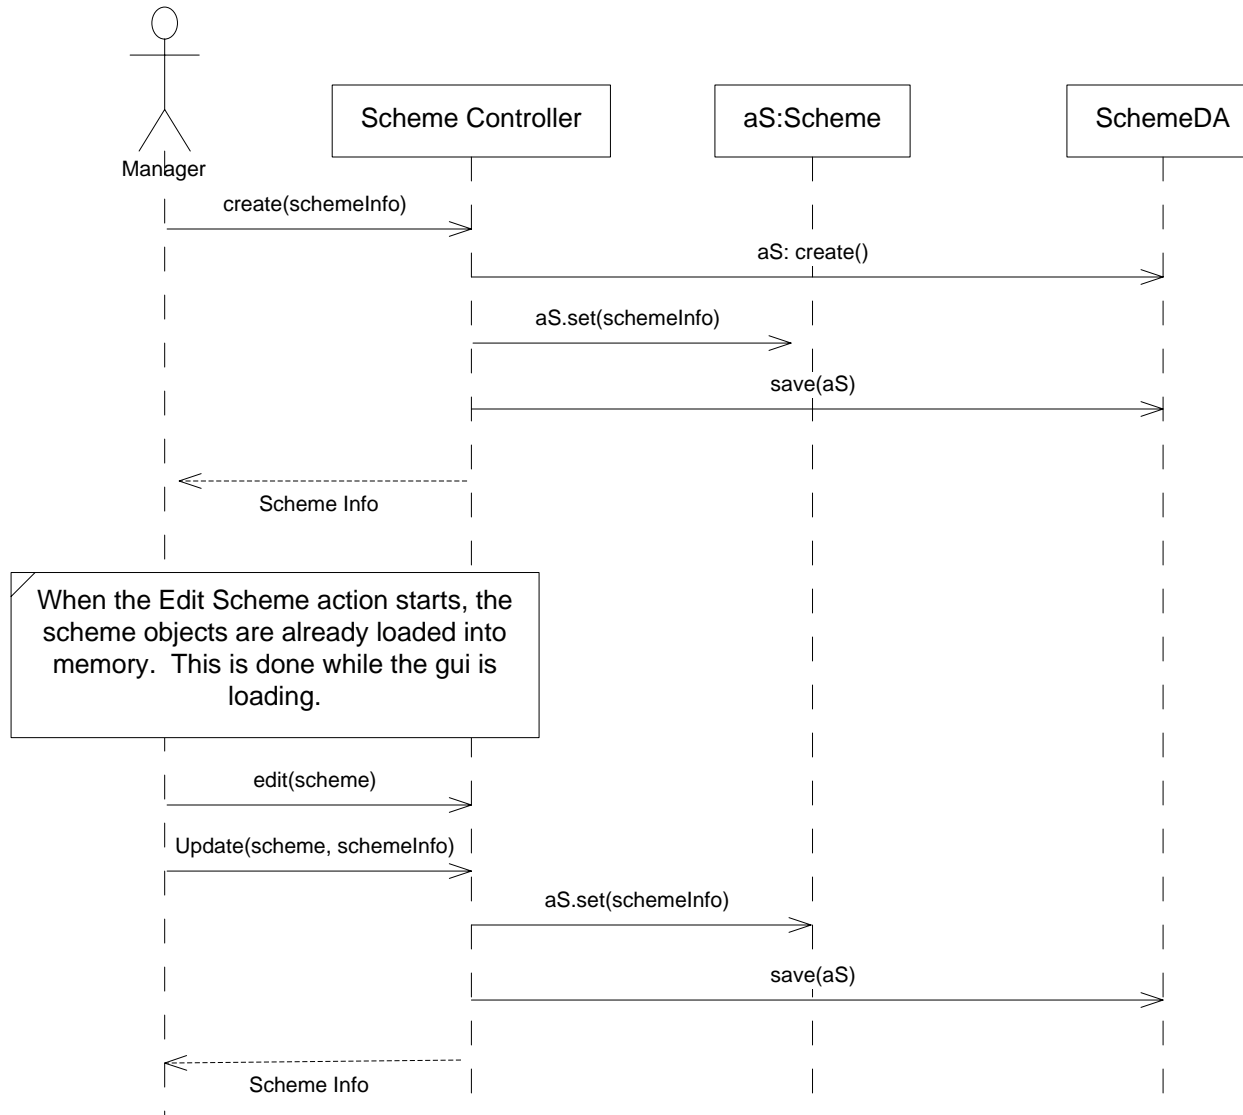 Scheme Controller
aS:Scheme
SchemeDA
Manager
create(schemeInfo)
aS: create()
aS.set(schemeInfo)
save(aS)
Scheme Info
When the Edit Scheme action starts, the
scheme objects are already loaded into
memory.  This is done while the gui is
loading.
edit(scheme)
Update(scheme, schemeInfo)
aS.set(schemeInfo)
save(aS)
Scheme Info